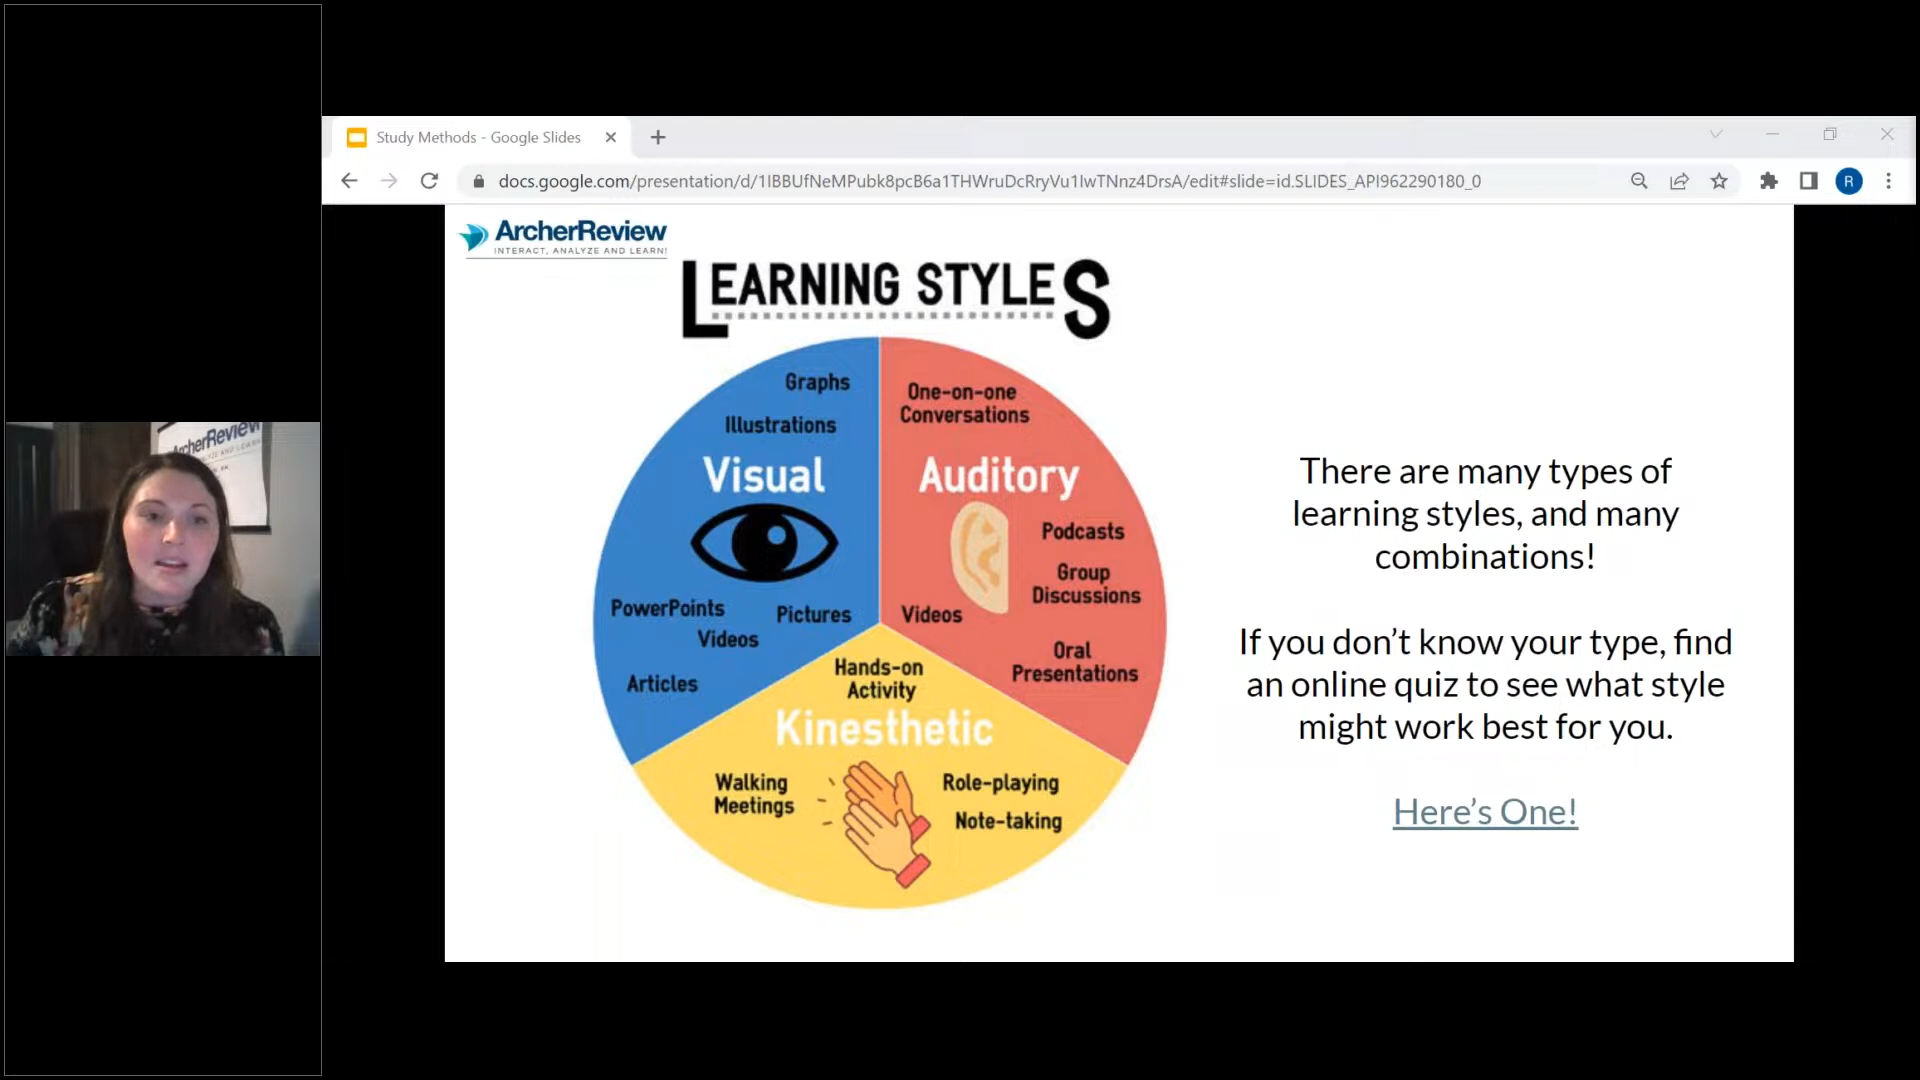 Study Methods - Google Slides
docs.google.com/presentation/d/1IBBUfNeMPubk8pcB6a1THWruDcRryVu1IwTNnz4DrsA/edit#slide=id.SLIDES_API962290180_0
R
ArcherReview
INTERACT, ANALYZE AND LEARN!
LEARNING STYLES
Graphs
Illustrations
Visual
PowerPoints
Pictures
Videos
Articles
One-on-one
Conversations
Auditory
Podcasts
Group
Discussions
Videos
Oral
Presentations
Hands-on
Activity
Kinesthetic
Walking
Meetings
Role-playing
Note-taking
There are many types of
learning styles, and many
combinations!
If you don’t know your type, find
an online quiz to see what style
might work best for you.
Here’s One!